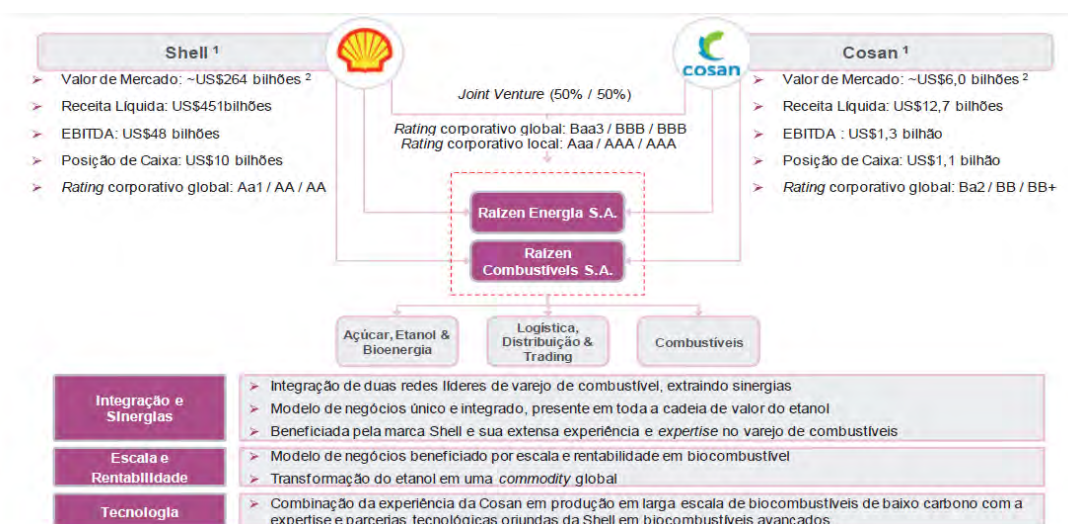 Shell ¹
Valor de Mercado: ~US$264 bilhões ²
Receita Líquida: US$451bilhões
EBITDA: US$48 bilhões
Posição de Caixa: US$10 bilhões
Rating corporativo global: Aa1 / AA / AA
cosan
Cosan ¹
Valor de Mercado: ~US$6,0 bilhões ²
Receita Líquida: US$12,7 bilhões
EBITDA : US$1,3 bilhão
Posição de Caixa: US$1,1 bilhão
Rating corporativo global: Ba2 / BB / BB+
Joint Venture (50% / 50%)
Rating corporativo global: Baa3 / BBB / BBB
Rating corporativo local: Aaa / AAA / AAA
Raízen Energia S.A.
Raízen
Combustíveis S.A.
Açúcar, Etanol &
Bioenergia
Logística,
Distribuição &
Trading
Combustíveis
Integração e
Sinergias
Integração de duas redes líderes de varejo de combustível, extraindo sinergias
Modelo de negócios único e integrado, presente em toda a cadeia de valor do etanol
Beneficiada pela marca Shell e sua extensa experiência e expertise no varejo de combustíveis
Escala e
Rentabilidade
Modelo de negócios beneficiado por escala e rentabilidade em biocombustível
Transformação do etanol em uma commodity global
Tecnologia
Combinação da experiência da Cosan em produção em larga escala de biocombustíveis de baixo carbono com a
expertise e parcerias tecnológicas oriundas da Shell em biocombustíveis avançados